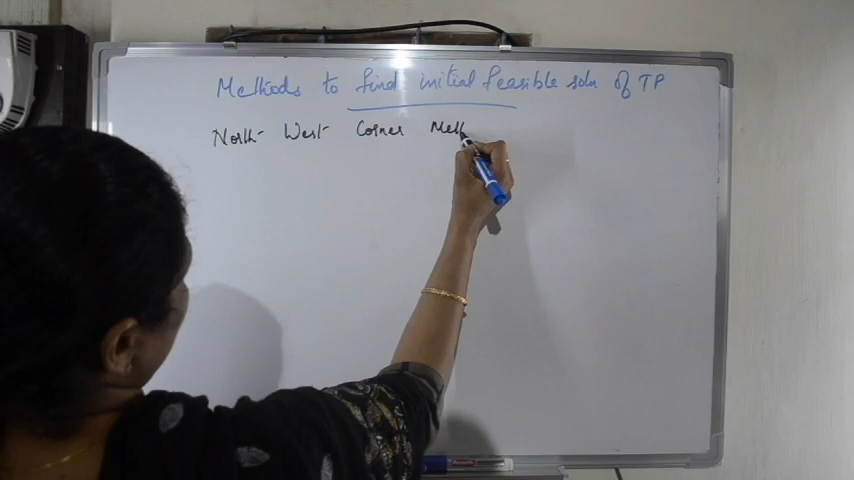 Methods to find initial feasible soln of TP
North West Corner Meth